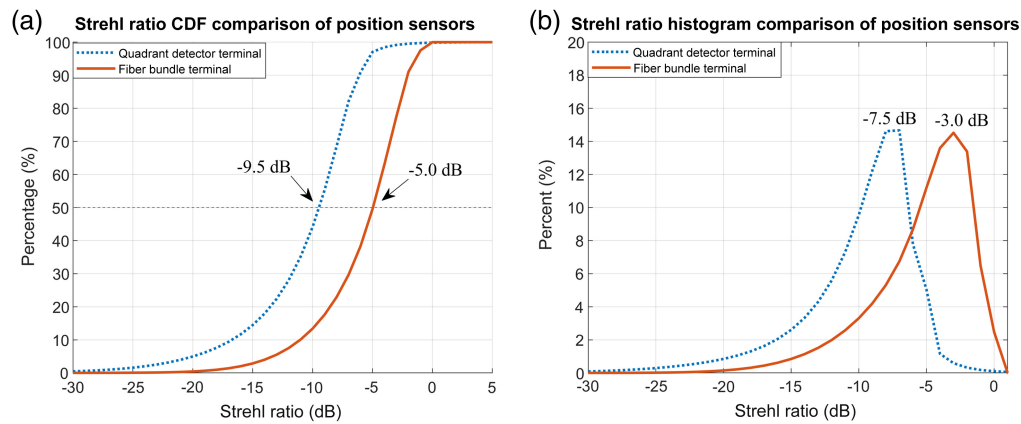 (a)
Strehl ratio CDF comparison of position sensors
Quadrant detector terminal
Fiber bundle terminal
100
90
80
70
60
50
40
30
20
10
0
Percentage (%)
-9.5 dB
-5.0 dB
-30
-25
-20
-15
-10
-5
0
5
Strehl ratio (dB)
(b)
Strehl ratio histogram comparison of position sensors
Quadrant detector terminal
Fiber bundle terminal
20
18
16
14
12
10
8
6
4
2
0
Percent (%)
-7.5 dB
-3.0 dB
-30
-25
-20
-15
-10
-5
0
Strehl ratio (dB)